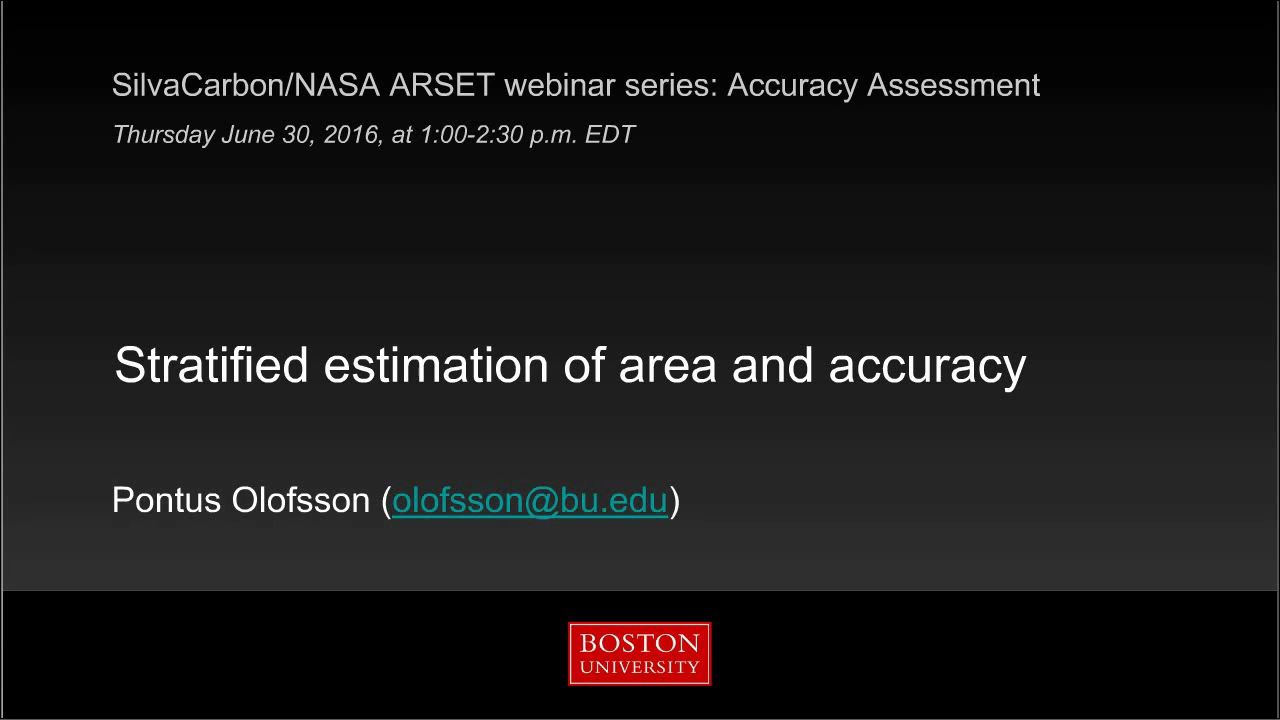 SilvaCarbon/NASA ARSET webinar series: Accuracy Assessment
Thursday June 30, 2016, at 1:00-2:30 p.m. EDT
Stratified estimation of area and accuracy
Pontus Olofsson (olofsson@bu.edu)
BOSTON
UNIVERSITY